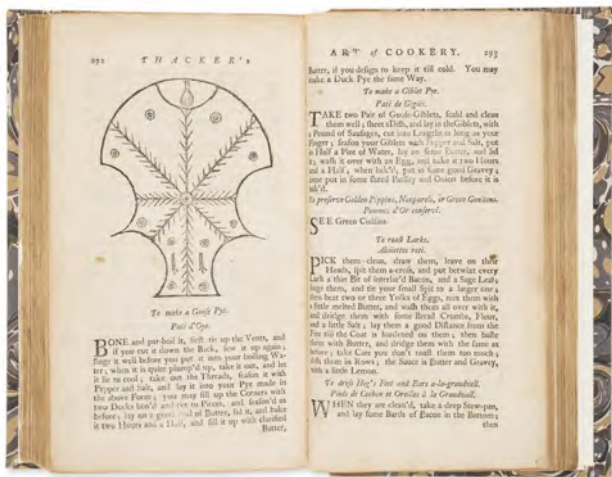 292 THACKER's
To make a Goose Pye.
Paté d'Oye.
BONE and par-boil it, first tie up the Vents, and
if you cut it down the Back, sew it up again;
singe it well before you put it into your boiling Wa-
ter; when it is quite plump'd up, take it out, and let
it lie to cool; take out the Threads, season it with
Pepper and Salt, and lay it into your Pye made in
the above Form; you may fill up the Corners with
two Ducks bon'd and cut to Pieces, and season'd as
before; lay on a good deal of Butter, lid it, and bake
it two Hours and a Half, and fill it up with clarified
Butter,
ART of COOKERY. 293
Butter, if you design to keep it till cold. You may
make a Duck Pye the same Way.
To make a Giblet Pye.
Paté de Gigiés.
TAKE two Pair of Goose-Giblets, scald and clean
them well; sheet a Dish, and lay in the Giblets, with
a Pound of Sausages, cut into Lengths as long as your
Finger; season your Giblets with Pepper and Salt, put
in Half a Pint of Water, lay on some Butter, and lid
it; wash it over with an Egg, and bake it two Hours
and a Half; when bak'd, put in some good Gravy;
some put in some shred Parsley and Onion before it is
bak'd.
To preserve Golden Pippins, Nonparels, or Green Genitens.
Pommes d'Or conservé.
SEE Green Codlins.
To roast Larks.
Aloüettes roti.
PICK them clean, draw them, leave on their
Heads, spit them a-cross, and put betwixt every
Lark a thin Bit of interlar'd Bacon, and a Sage Leaf;
singe them, and tie your small Spit to a larger one;
then beat two or three Yolks of Eggs, mix them with
a little melted Butter, and wash them all over with it,
and dridge them with some Bread Crumbs, Flour,
and a little Salt; lay them a good Distance from the
Fire till the Coat is hardened on them; then baste
them with Butter, and dridge them with the same as
before; take Care you don't roast them too much;
dish them in Rows; the Sauce is Butter and Gravy,
with a little Lemon.
To dress Hog's Feet and Ears a-la-grandwell.
Pieds de Cochon et Oreilles à la Grandwell.
WHEN they are clean'd, take a deep Stew-pan,
and lay some Bards of Bacon in the Bottom;
then